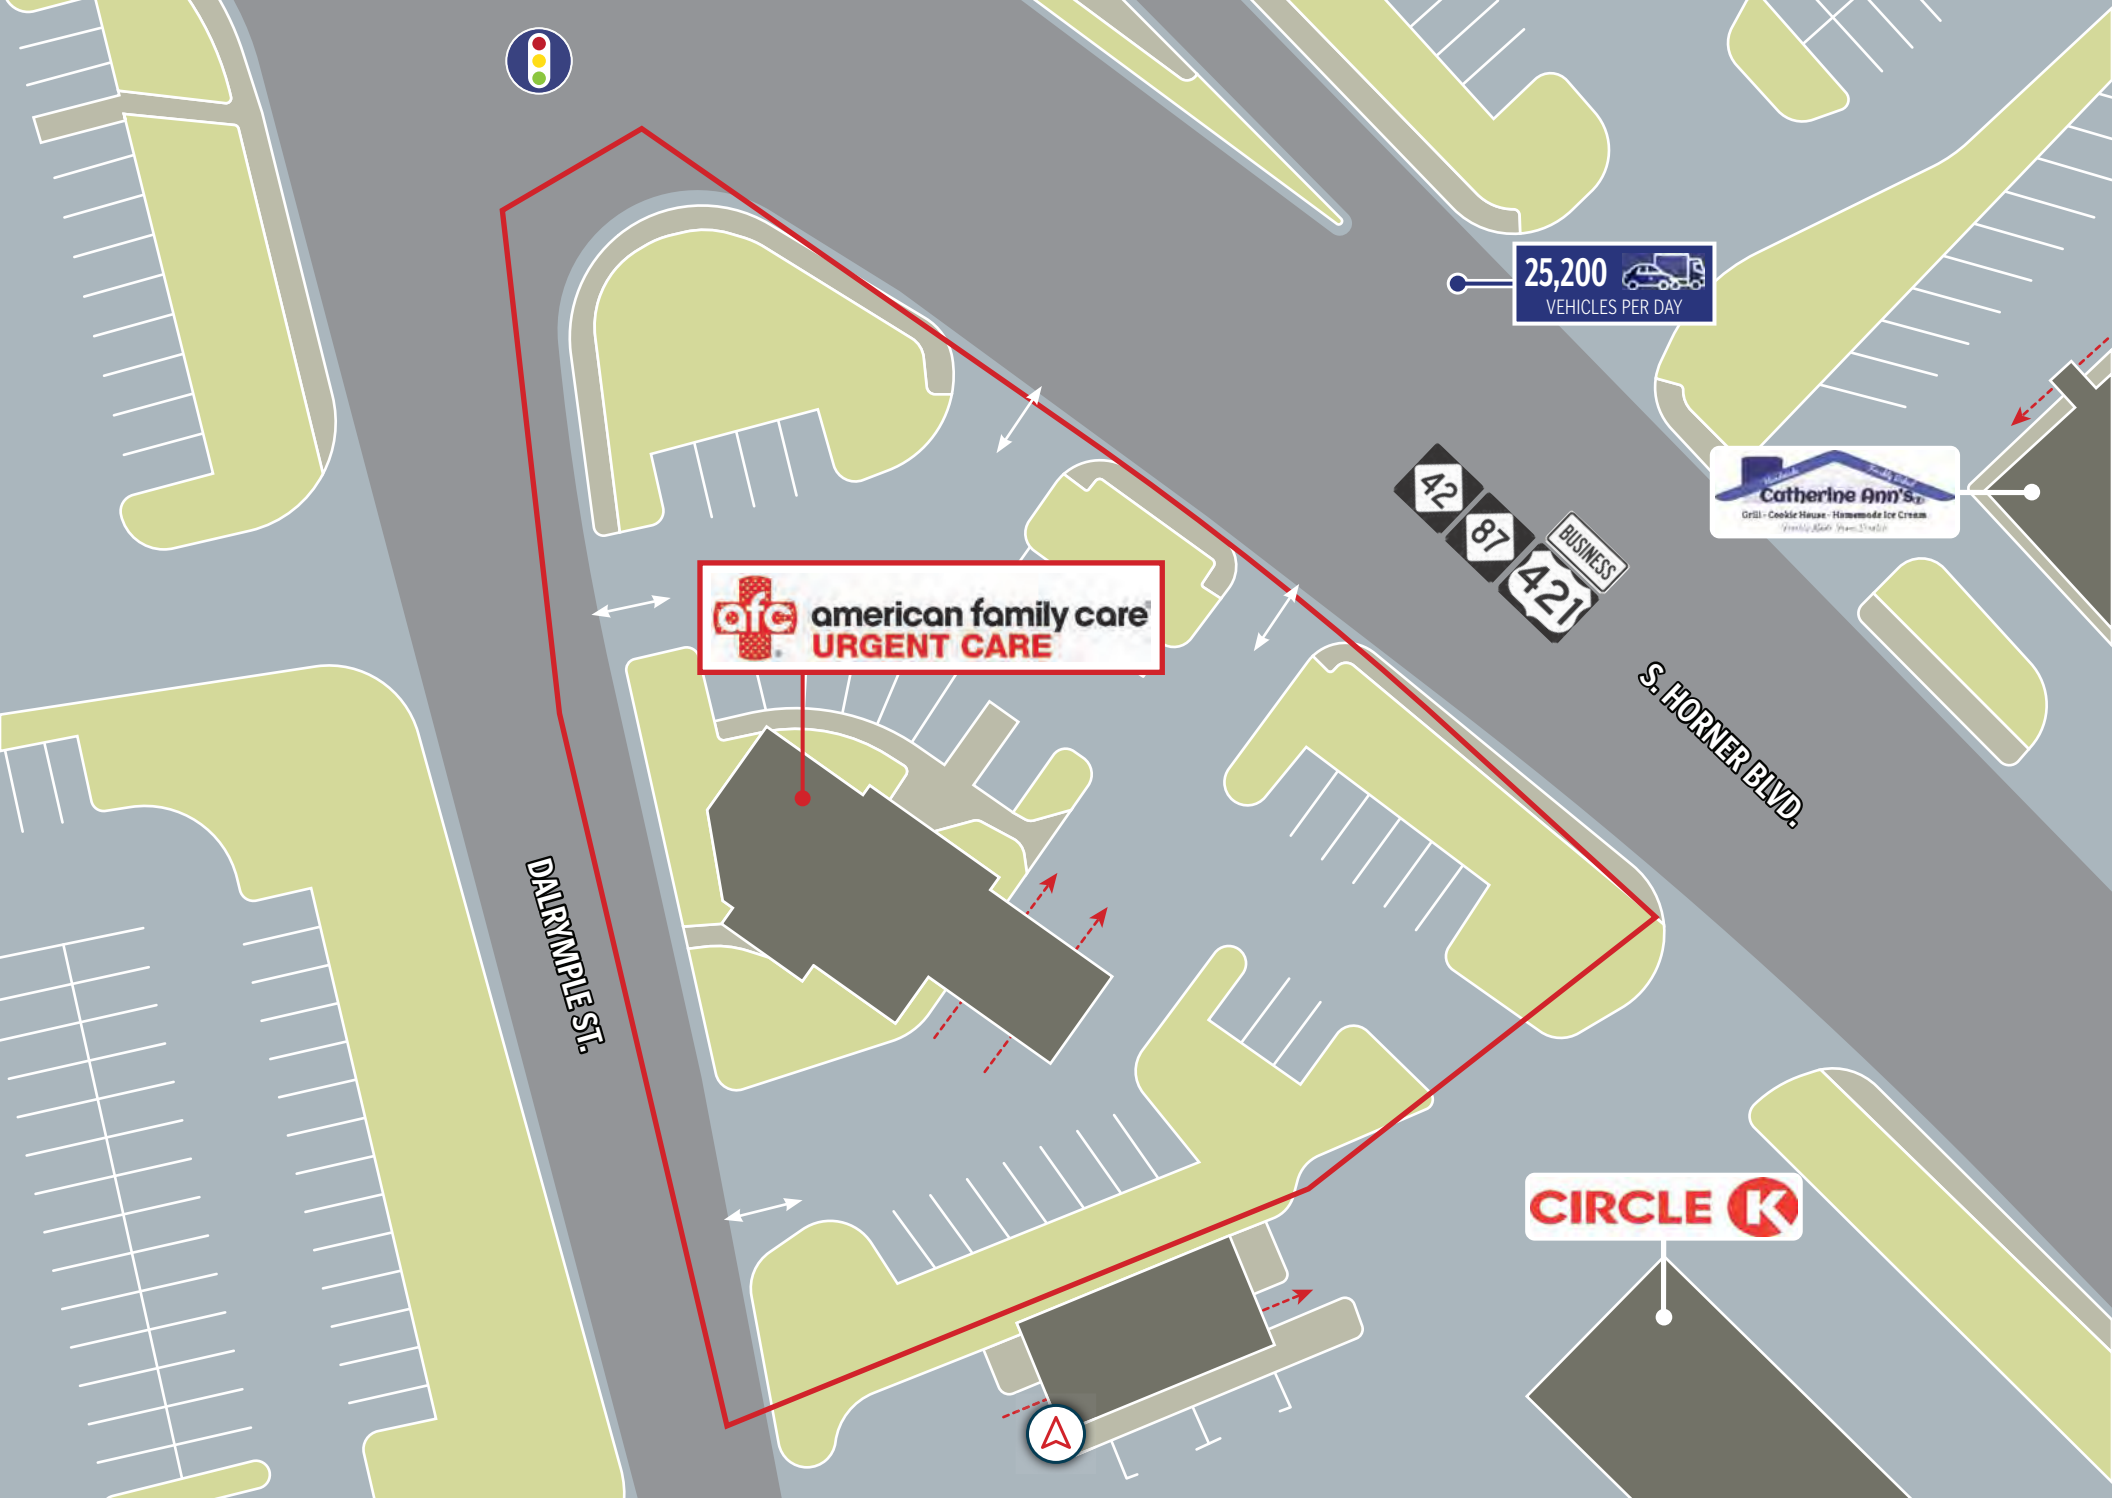 25,200
VEHICLES PER DAY
42
87
BUSINESS
421
Catherine Ann's
Grill - Cookie House - Homemade Ice Cream
afc
american family care
URGENT CARE
S. HORNER BLVD.
DALRYMPLE ST.
CIRCLE K